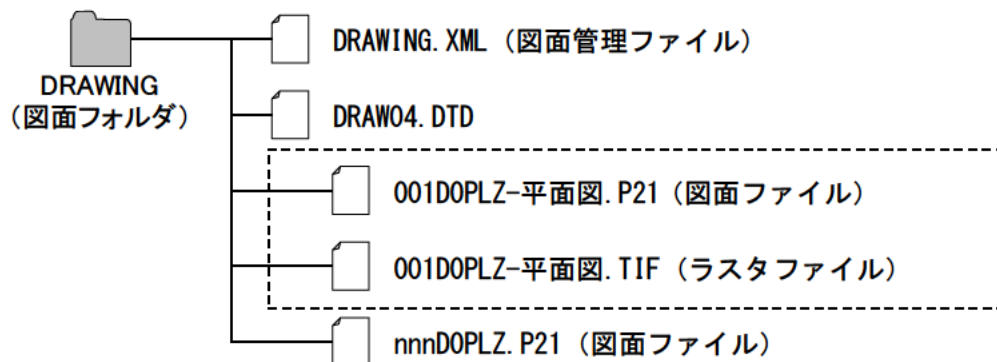 DRAWING.XML（図面管理ファイル）
DRAWING
（図面フォルダ）
DRAW04.DTD
001D0PLZ-平面図.P21（図面ファイル）
001D0PLZ-平面図.TIF（ラスタファイル）
nnnD0PLZ.P21（図面ファイル）